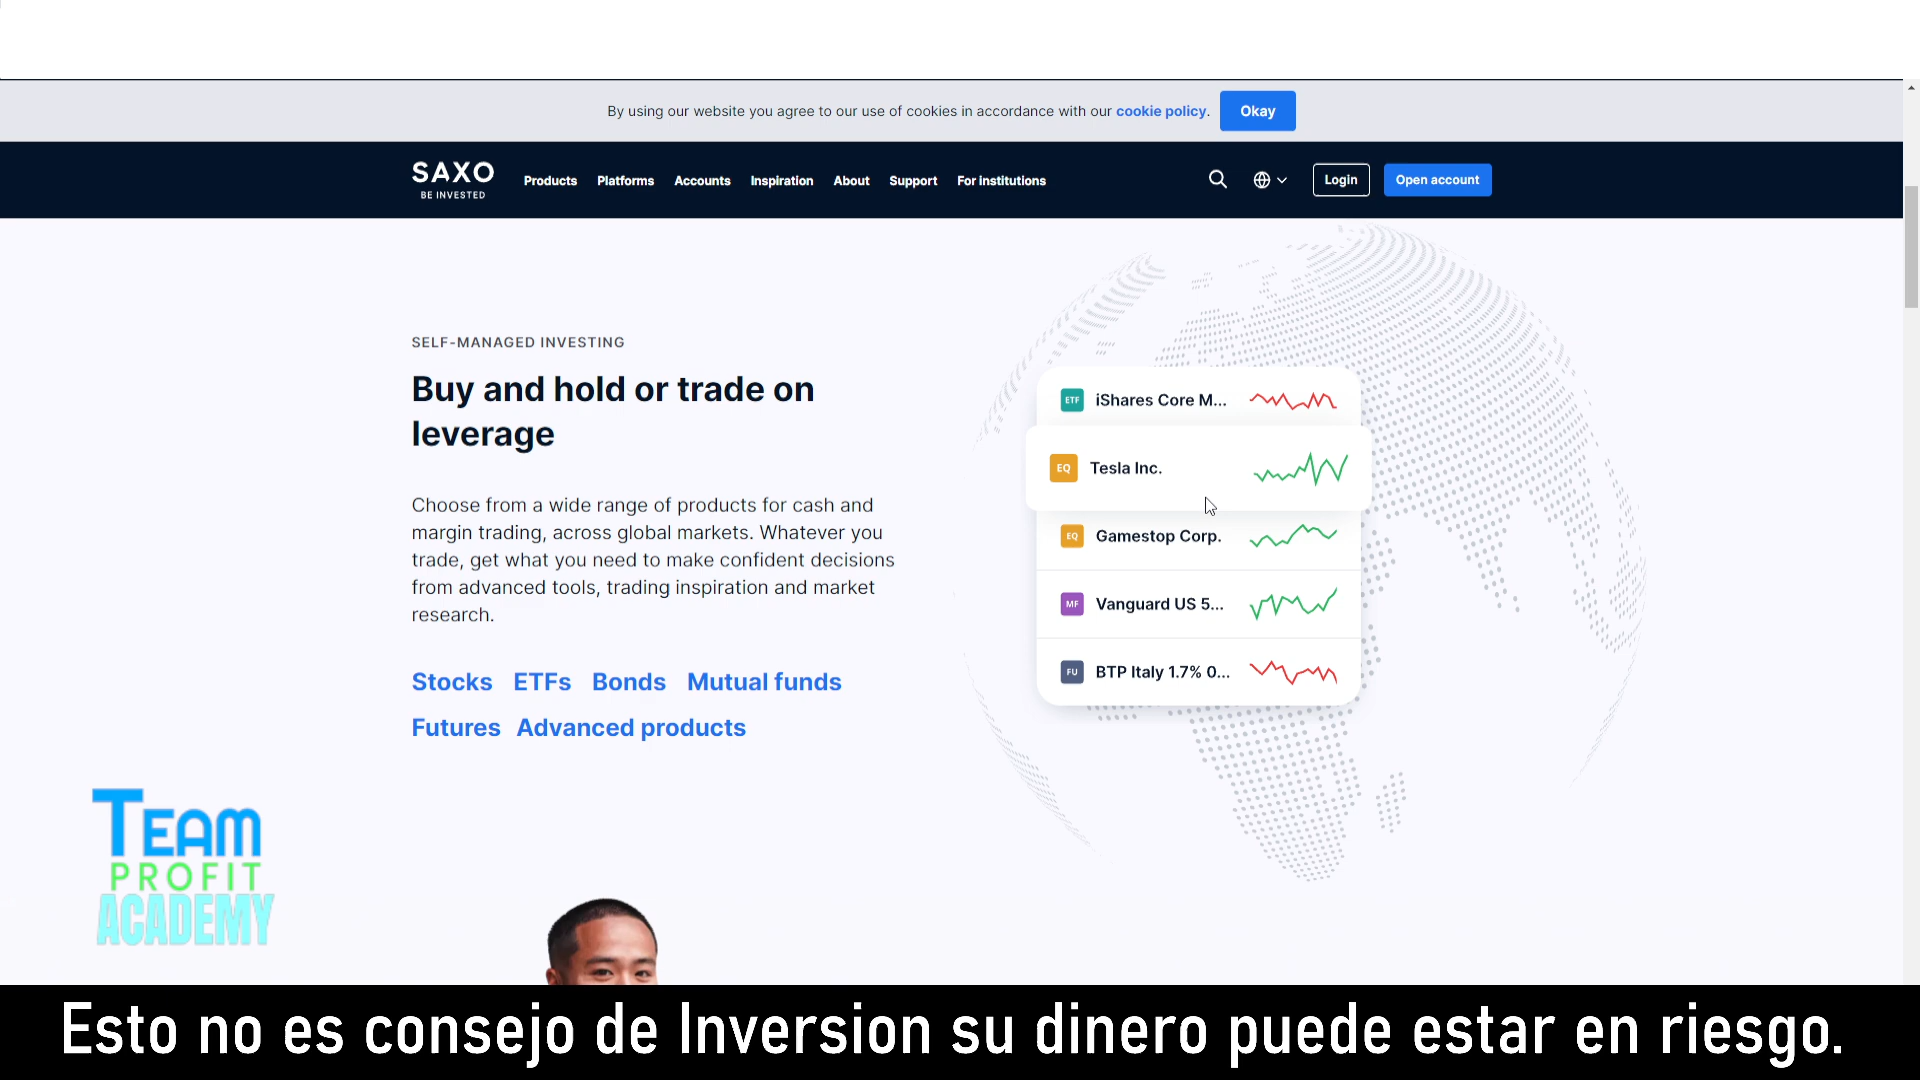 By using our website you agree to our use of cookies in accordance with our cookie policy. Okay
SAXO
BE INVESTED
Products Platforms Accounts Inspiration About Support For institutions Login Open account
SELF-MANAGED INVESTING
Buy and hold or trade on
leverage
Choose from a wide range of products for cash and
margin trading, across global markets. Whatever you
trade, get what you need to make confident decisions
from advanced tools, trading inspiration and market
research.
Stocks ETFs Bonds Mutual funds
Futures Advanced products
ETF iShares Core M...
EQ Tesla Inc.
EQ Gamestop Corp.
MF Vanguard US 5...
FU BTP Italy 1.7% 0...
TEAM
PROFIT
ACADEMY
Esto no es consejo de Inversion su dinero puede estar en riesgo.